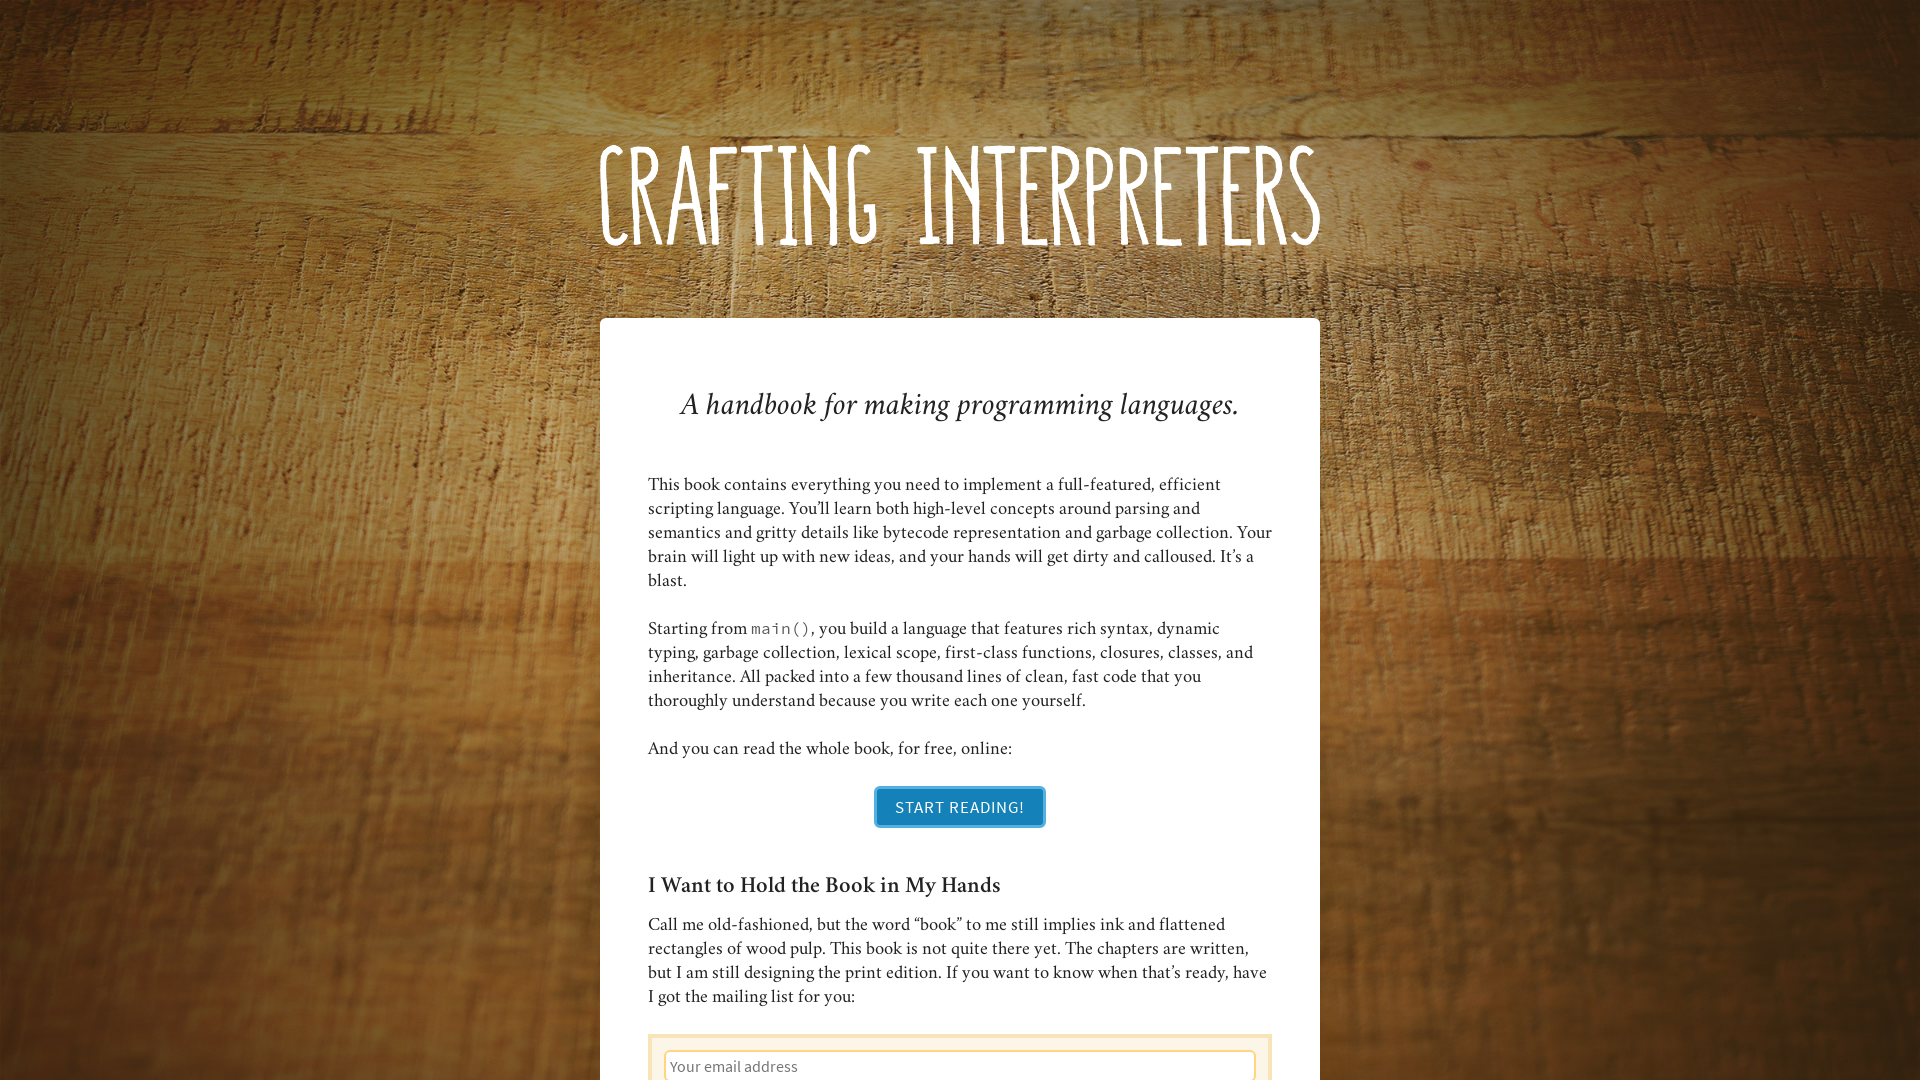 CRAFTING INTERPRETERS
A handbook for making programming languages.
This book contains everything you need to implement a full-featured, efficient
scripting language. You’ll learn both high-level concepts around parsing and
semantics and gritty details like bytecode representation and garbage collection. Your
brain will light up with new ideas, and your hands will get dirty and calloused. It’s a
blast.
Starting from main(), you build a language that features rich syntax, dynamic
typing, garbage collection, lexical scope, first-class functions, closures, classes, and
inheritance. All packed into a few thousand lines of clean, fast code that you
thoroughly understand because you write each one yourself.
And you can read the whole book, for free, online:
START READING!
I Want to Hold the Book in My Hands
Call me old-fashioned, but the word “book” to me still implies ink and flattened
rectangles of wood pulp. This book is not quite there yet. The chapters are written,
but I am still designing the print edition. If you want to know when that’s ready, have
I got the mailing list for you:
Your email address